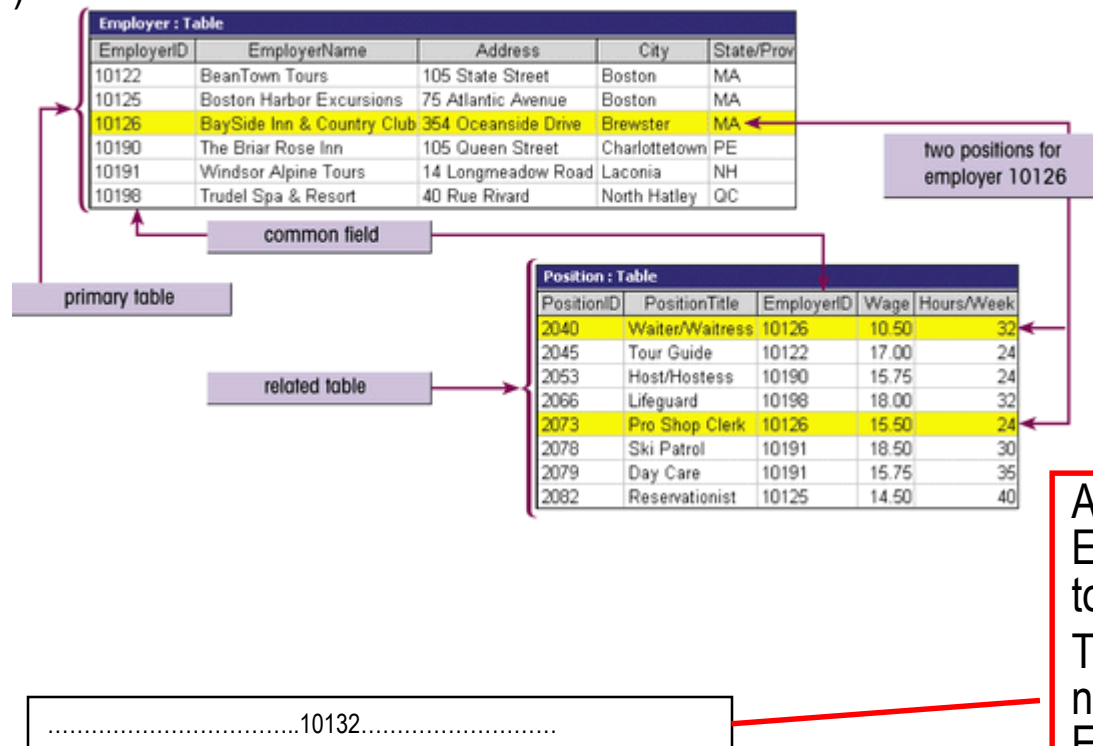 )
Employer : Table
EmployerID EmployerName Address City State/Prov
10122 BeanTown Tours 105 State Street Boston MA
10125 Boston Harbor Excursions 75 Atlantic Avenue Boston MA
10126 BaySide Inn & Country Club 354 Oceanside Drive Brewster MA
10190 The Briar Rose Inn 105 Queen Street Charlottetown PE
10191 Windsor Alpine Tours 14 Longmeadow Road Laconia NH
10198 Trudel Spa & Resort 40 Rue Rivard North Hatley QC
two positions for
employer 10126
common field
primary table
Position : Table
PositionID PositionTitle EmployerID Wage Hours/Week
2040 Waiter/Waitress 10126 10.50 32
2045 Tour Guide 10122 17.00 24
2053 Host/Hostess 10190 15.75 24
2066 Lifeguard 10198 18.00 32
2073 Pro Shop Clerk 10126 15.50 24
2078 Ski Patrol 10191 18.50 30
2079 Day Care 10191 15.75 35
2082 Reservationist 10125 14.50 40
related table
A
E
to
T
n
E
……………………………..10132………………………